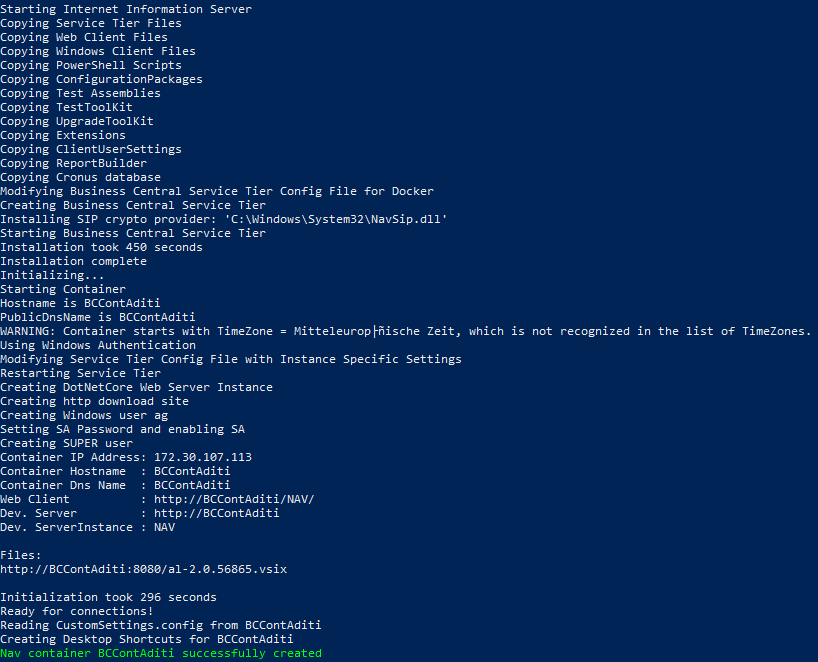 Starting Internet Information Server
Copying Service Tier Files
Copying Web Client Files
Copying Windows Client Files
Copying PowerShell Scripts
Copying ConfigurationPackages
Copying Test Assemblies
Copying TestToolKit
Copying UpgradeToolKit
Copying Extensions
Copying ClientUserSettings
Copying ReportBuilder
Copying Cronus database
Modifying Business Central Service Tier Config File for Docker
Creating Business Central Service Tier
Installing SIP crypto provider: 'C:\Windows\System32\NavSip.dll'
Starting Business Central Service Tier
Installation took 450 seconds
Installation complete
Initializing...
Starting Container
Hostname is BCContAditi
PublicDnsName is BCContAditi
WARNING: Container starts with TimeZone = Mitteleurop├ñische Zeit, which is not recognized in the list of TimeZones.
Using Windows Authentication
Modifying Service Tier Config File with Instance Specific Settings
Restarting Service Tier
Creating DotNetCore Web Server Instance
Creating http download site
Creating Windows user ag
Setting SA Password and enabling SA
Creating SUPER user
Container IP Address: 172.30.107.113
Container Hostname  : BCContAditi
Container Dns Name  : BCContAditi
Web Client          : http://BCContAditi/NAV/
Dev. Server         : http://BCContAditi
Dev. ServerInstance : NAV
Files:
http://BCContAditi:8080/al-2.0.56865.vsix
Initialization took 296 seconds
Ready for connections!
Reading CustomSettings.config from BCContAditi
Creating Desktop Shortcuts for BCContAditi
Nav container BCContAditi successfully created